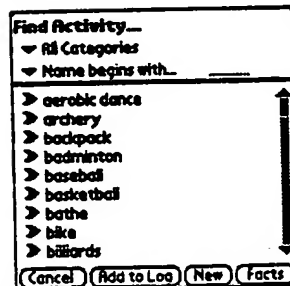 Find Activity...
All Categories
Name begins with...
aerobic dance
archery
backpack
badminton
baseball
basketball
bathe
bike
billiards
Cancel Add to Log New Facts